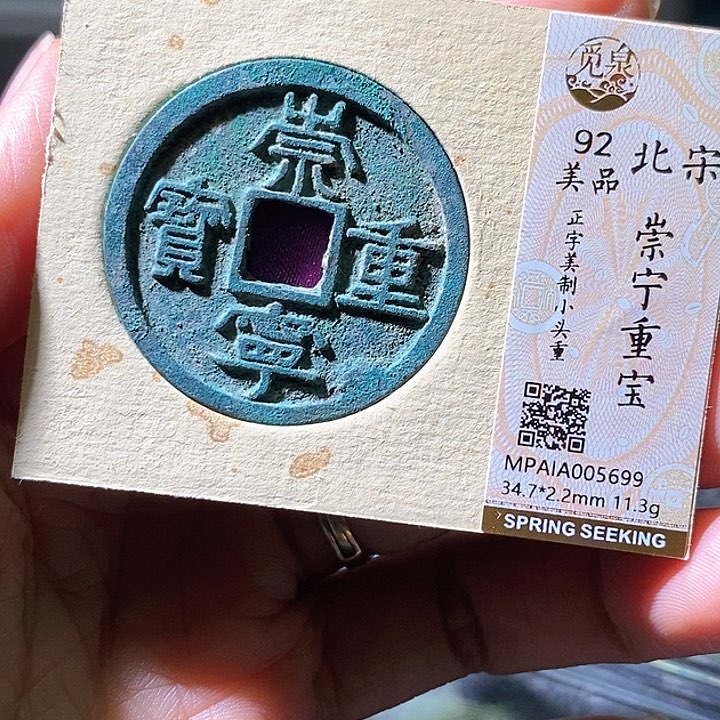 崇
重
寧
寳
觅泉
92
美品
北宋
正字美制小头重
崇宁重宝
MPAIA005699
34.7*2.2mm 11.3g
SPRING SEEKING